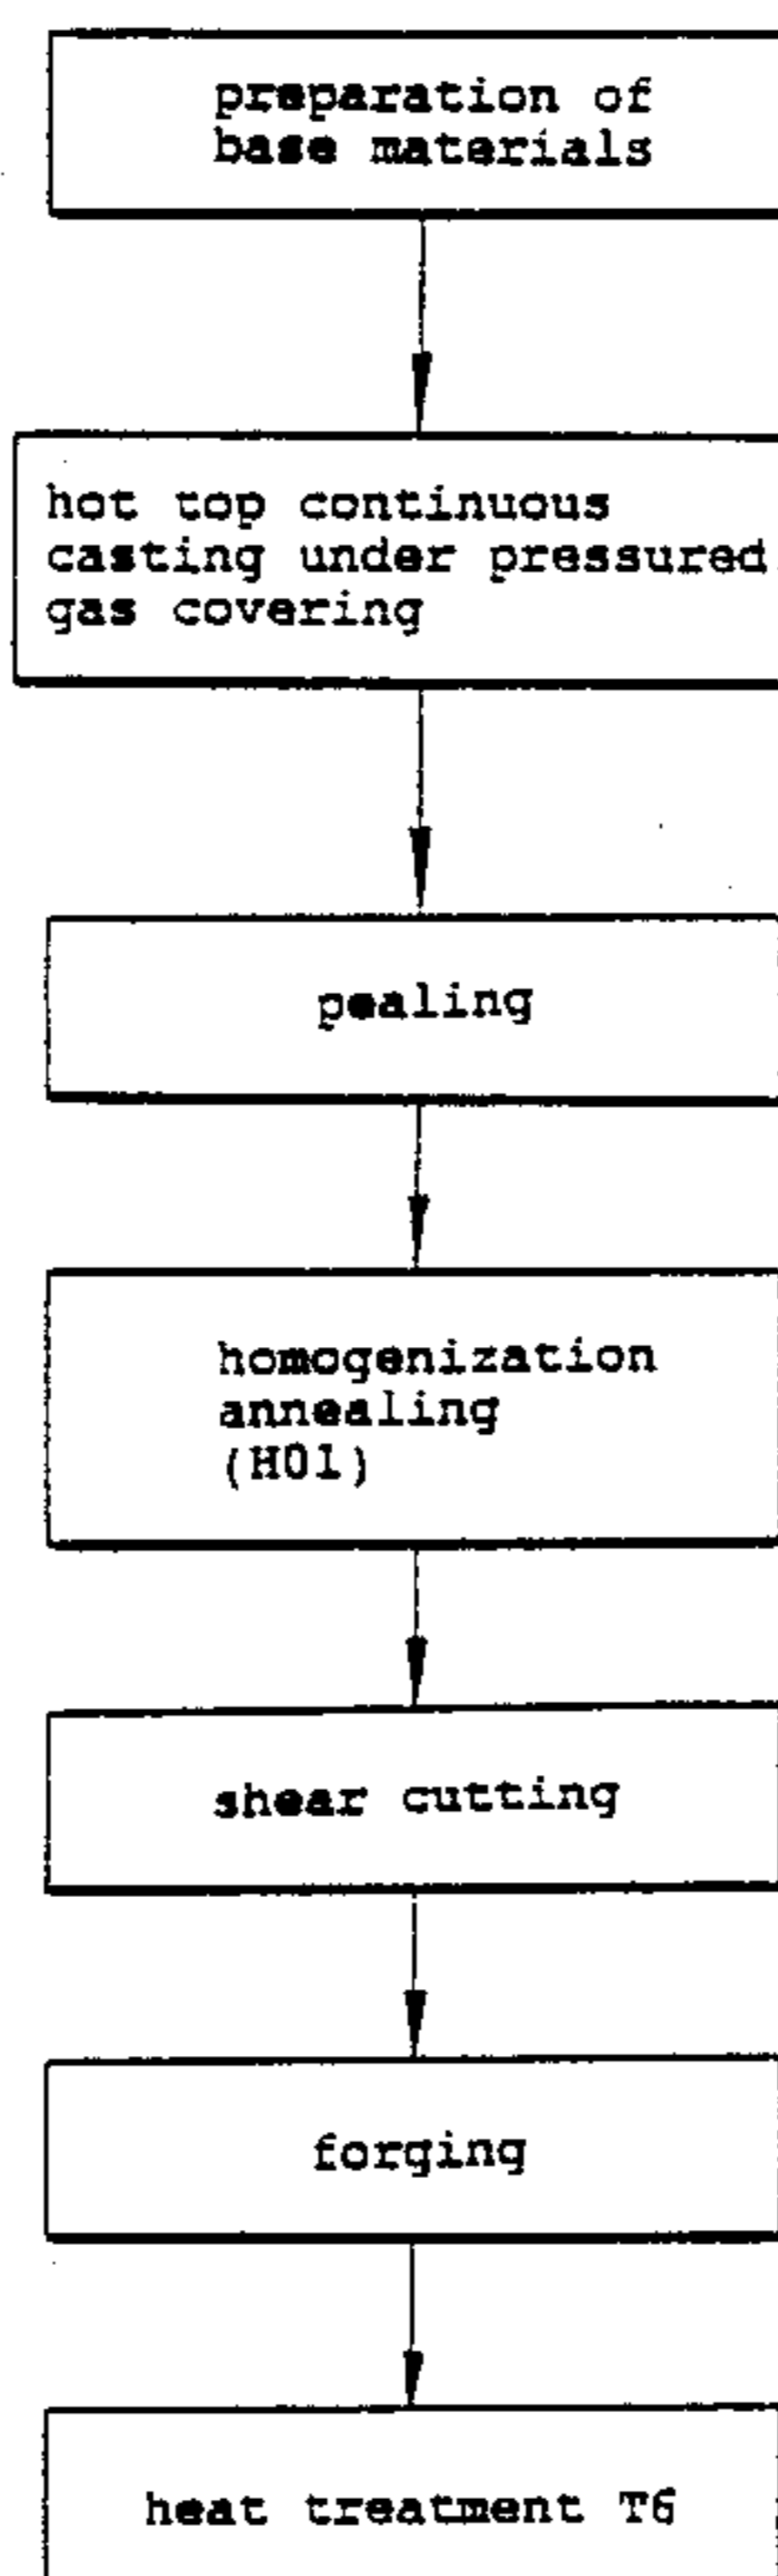 preparation of
base materials
hot top continuous
casting under pressured
gas covering
pealing
homogenization
annealing
(H01)
shear cutting
forging
heat treatment T6